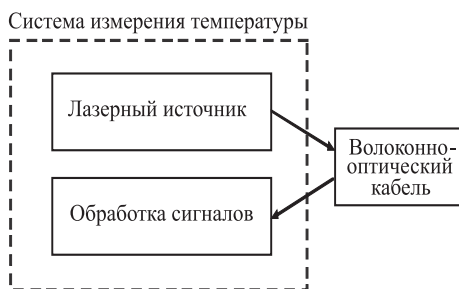 Система измерения температуры
Лазерный источник
Волоконно-
оптический
кабель
Обработка сигналов